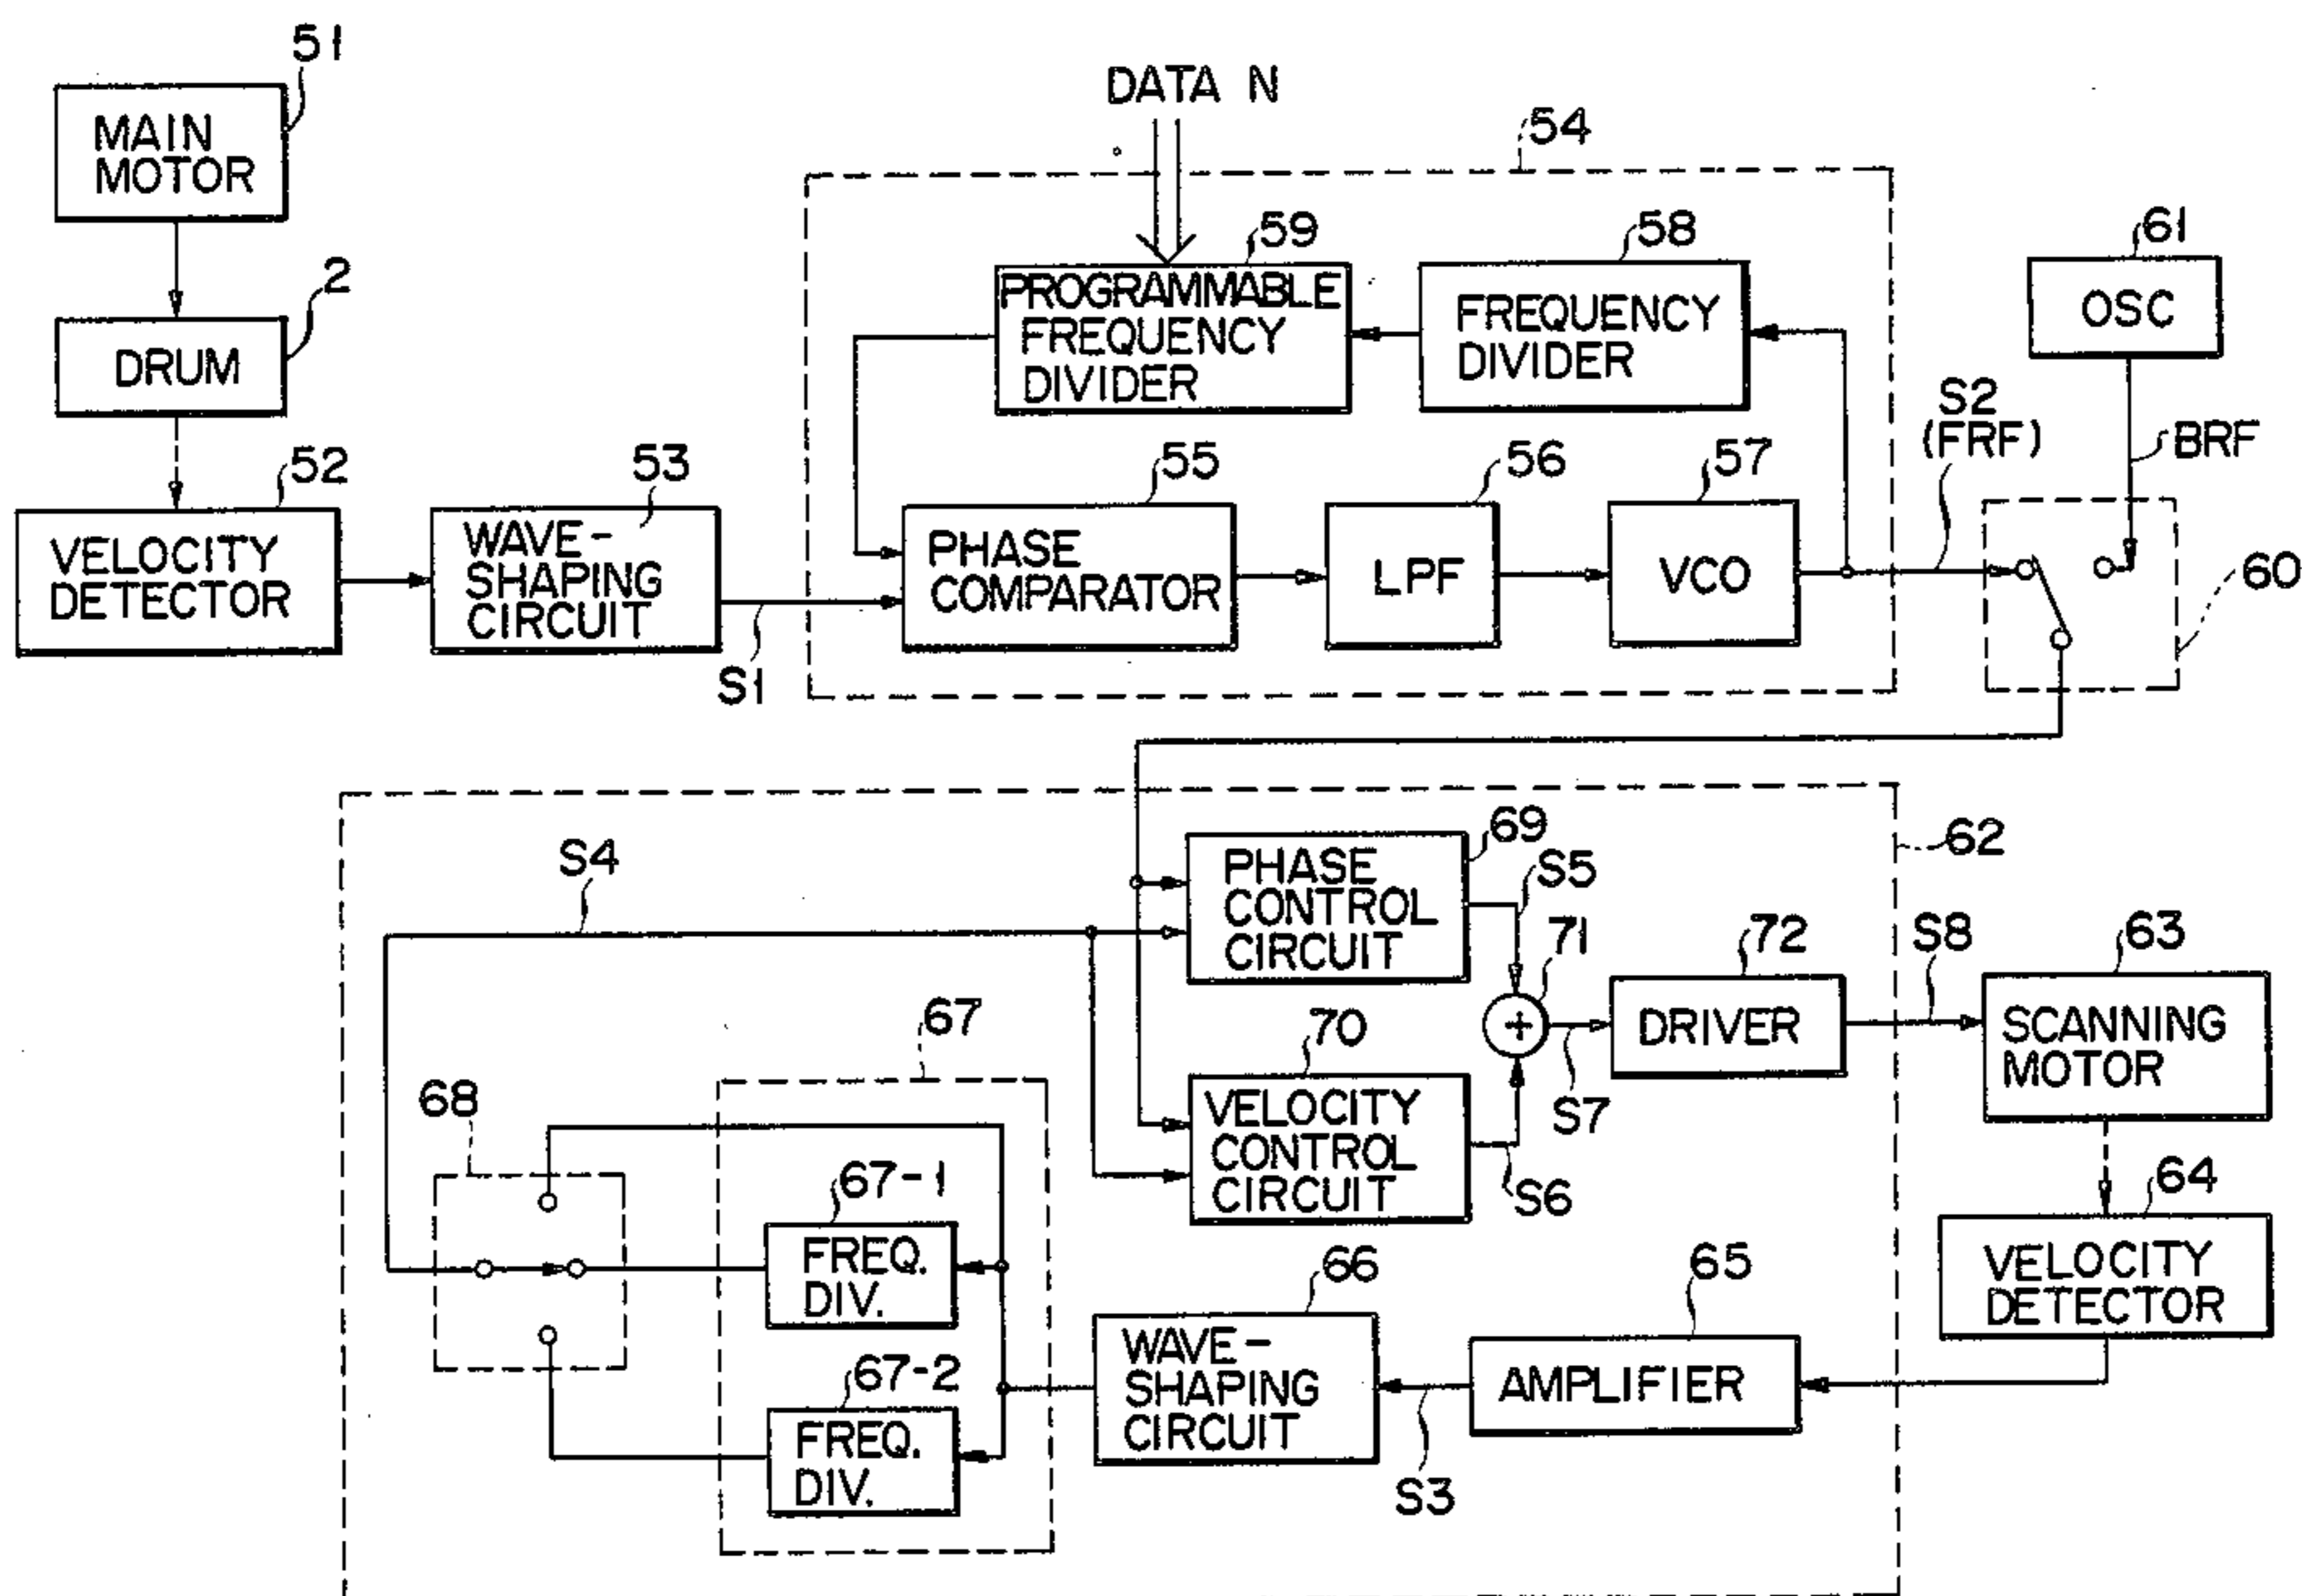 51
MAIN
MOTOR
2
DRUM
52
VELOCITY
DETECTOR
53
WAVE-
SHAPING
CIRCUIT
S1
DATA N
54
59
PROGRAMMABLE
FREQUENCY
DIVIDER
58
FREQUENCY
DIVIDER
55
PHASE
COMPARATOR
56
LPF
57
VCO
61
OSC
S2
(FRF)
BRF
60
62
S4
69
PHASE
CONTROL
CIRCUIT
S5
71
+
72
DRIVER
S8
63
SCANNING
MOTOR
70
VELOCITY
CONTROL
CIRCUIT
S7
S6
67
68
67-1
FREQ.
DIV.
67-2
FREQ.
DIV.
66
WAVE-
SHAPING
CIRCUIT
S3
65
AMPLIFIER
64
VELOCITY
DETECTOR